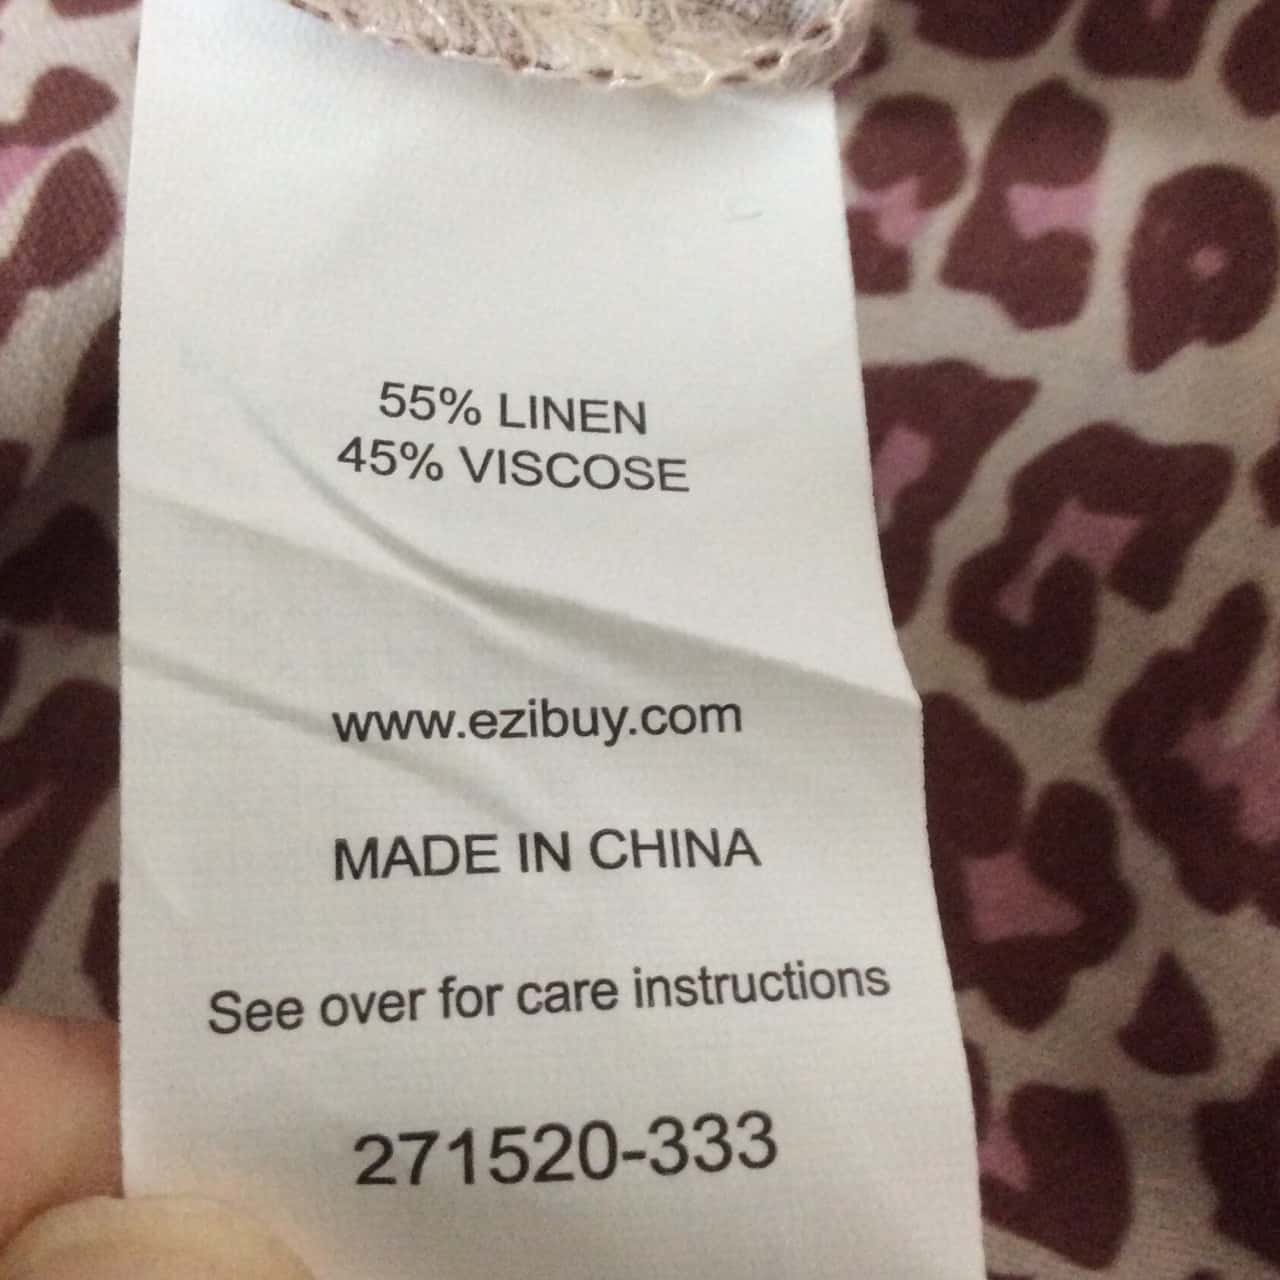 55% LINEN
45% VISCOSE
www.ezibuy.com
MADE IN CHINA
See over for care instructions
271520-333